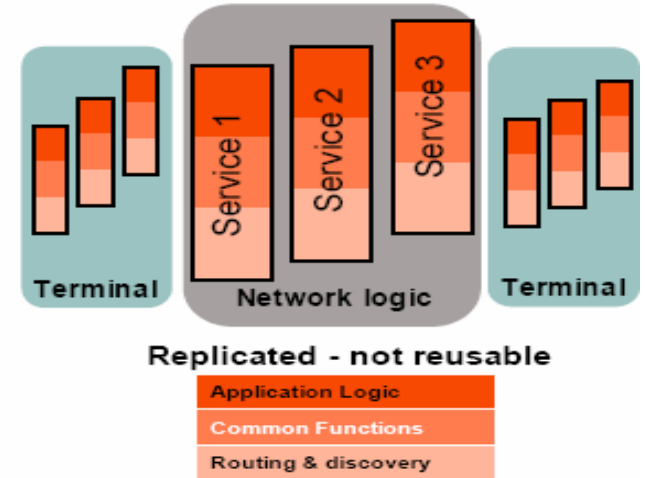 Service 1
Service 2
Service 3
Terminal
Network logic
Terminal
Replicated - not reusable
Application Logic
Common Functions
Routing & discovery